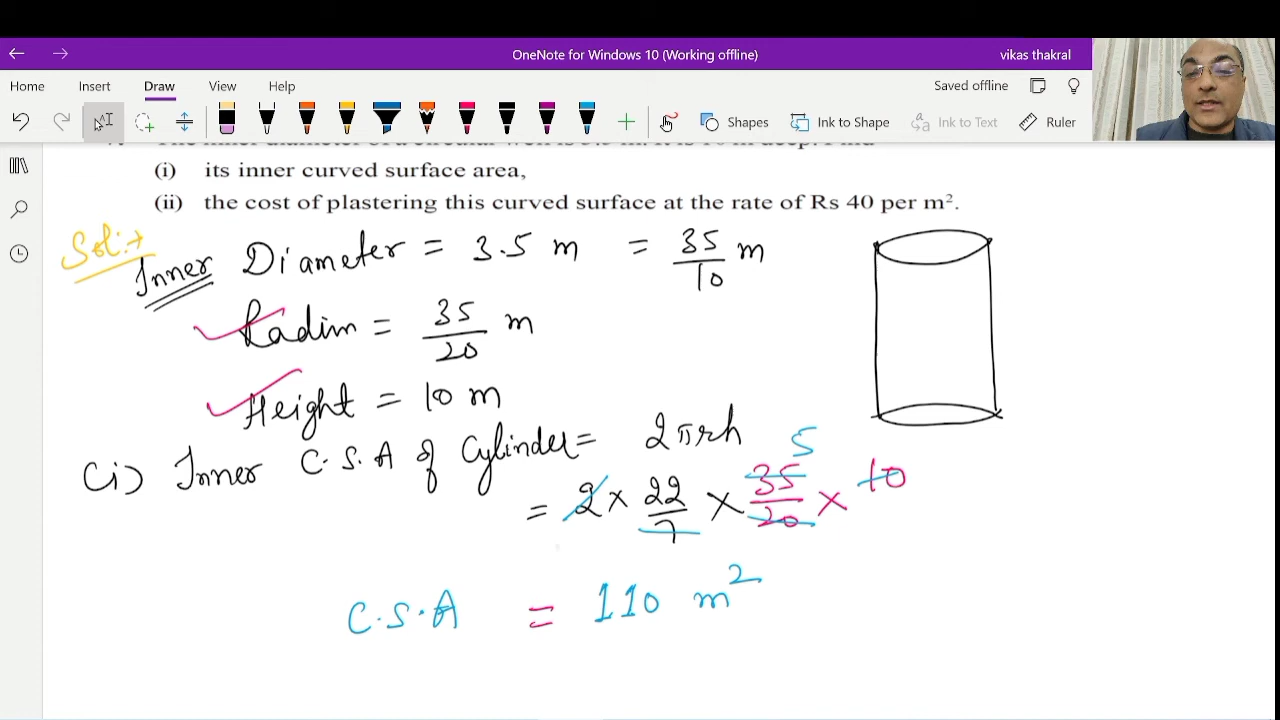 OneNote for Windows 10 (Working offline)
vikas thakral
Home Insert Draw View Help
Saved offline
Shapes Ink to Shape Ink to Text Ruler
(i) its inner curved surface area,
(ii) the cost of plastering this curved surface at the rate of Rs 40 per m².
Sol:→
Inner Diameter = 3.5 m = 35/10 m
Radius = 35/20 m
Height = 10 m
(i) Inner C.S.A of Cylinder = 2πrh
= 2 × 22/7 × 35/20 × 10
5
C.S.A = 110 m²